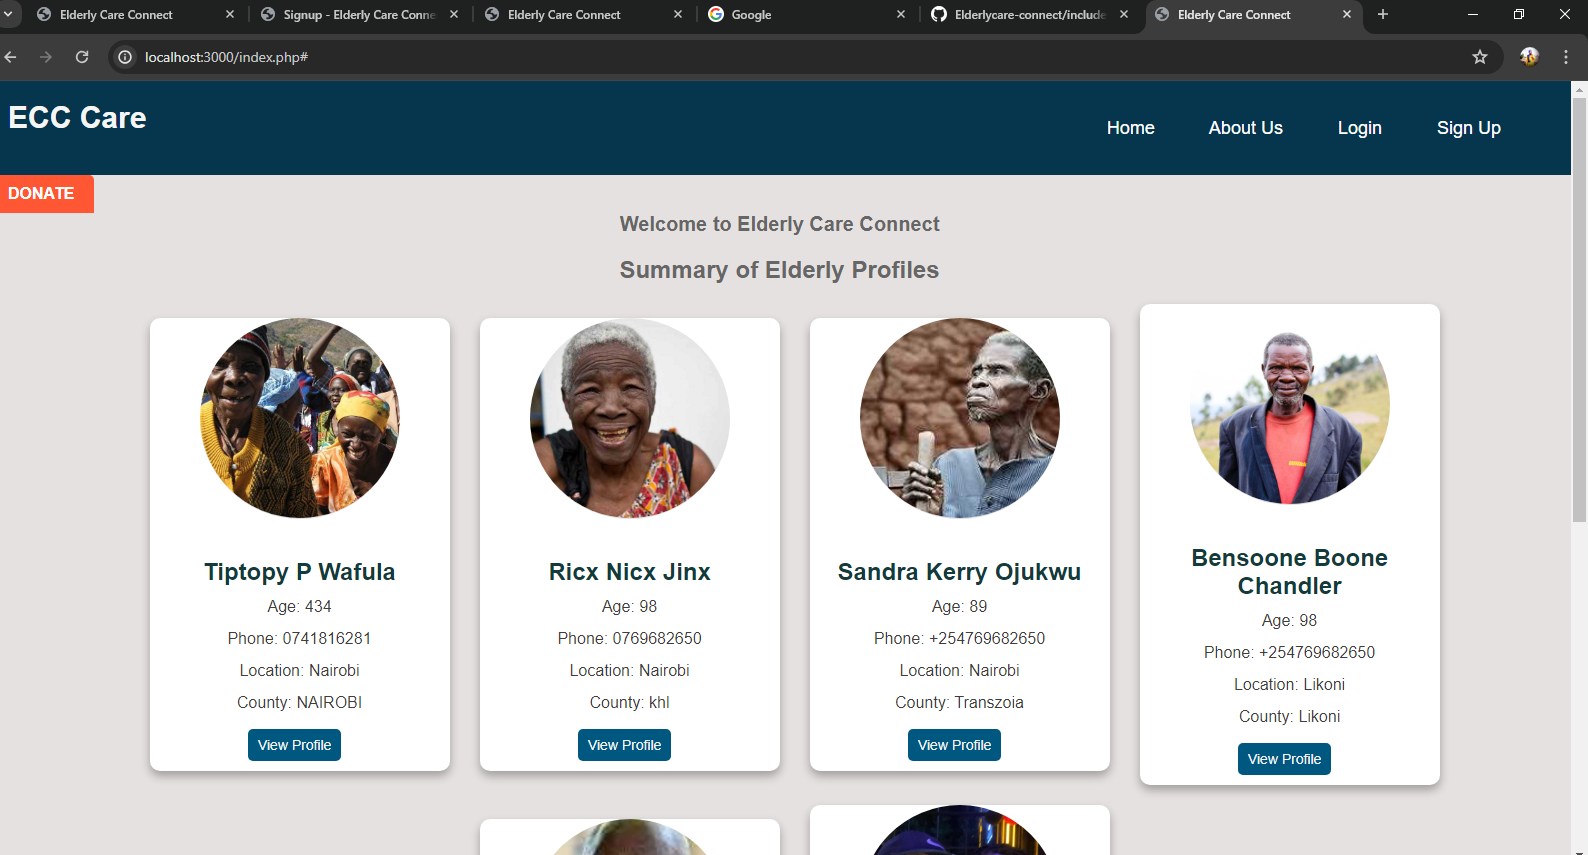 Elderly Care Connect
Signup - Elderly Care Conne
Elderly Care Connect
Google
Elderlycare-connect/include
Elderly Care Connect
localhost:3000/index.php#
ECC Care
Home
About Us
Login
Sign Up
DONATE
Welcome to Elderly Care Connect
Summary of Elderly Profiles
Tiptopy P Wafula
Age: 434
Phone: 0741816281
Location: Nairobi
County: NAIROBI
View Profile
Ricx Nicx Jinx
Age: 98
Phone: 0769682650
Location: Nairobi
County: khl
View Profile
Sandra Kerry Ojukwu
Age: 89
Phone: +254769682650
Location: Nairobi
County: Transzoia
View Profile
Bensoone Boone
Chandler
Age: 98
Phone: +254769682650
Location: Likoni
County: Likoni
View Profile